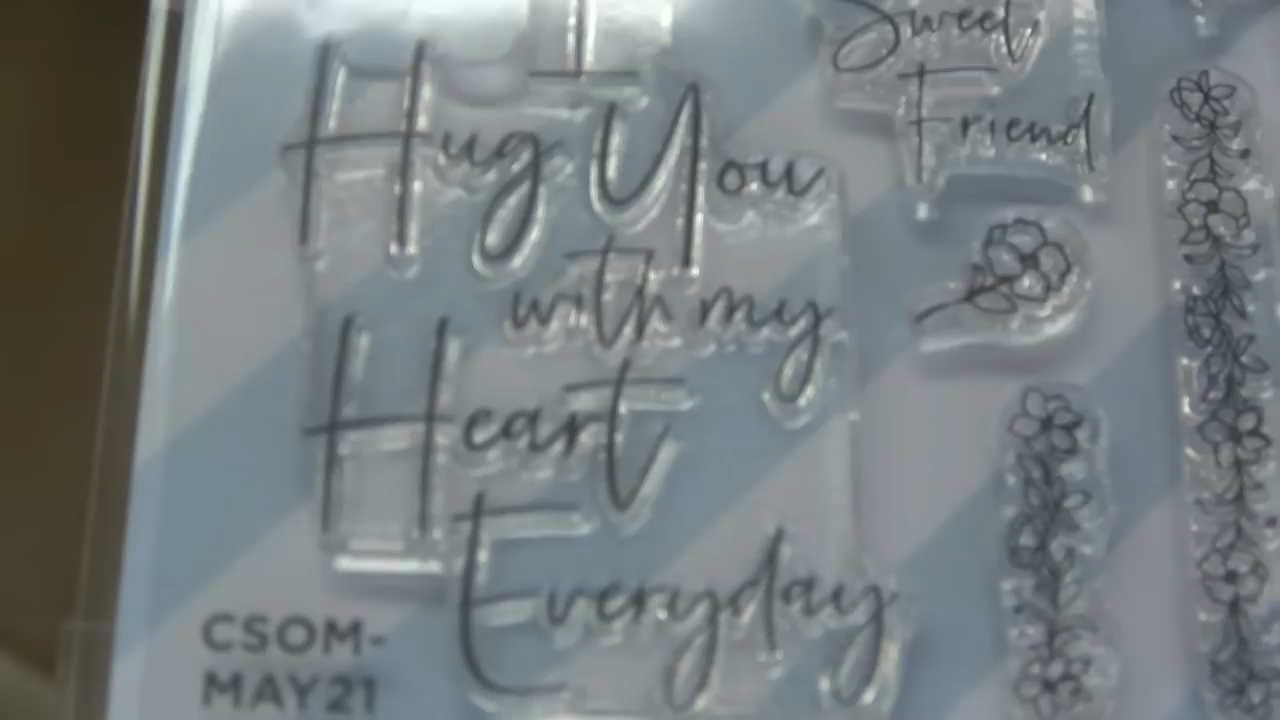 I
Hug You
with my
Heart
Everyday
Sweet
Friend
CSOM-
MAY21